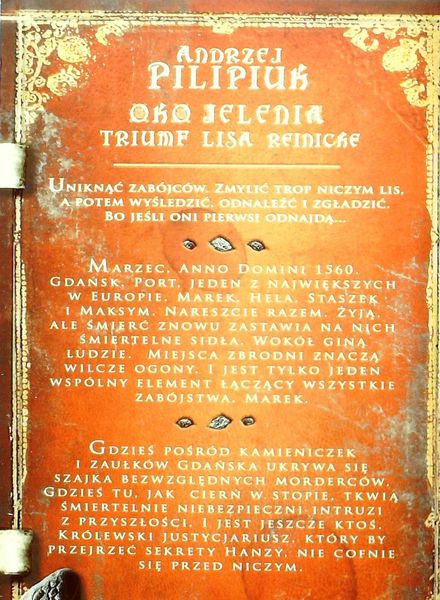 ANDRZEJ
PILIPIUK
OKO JELENIA
TRIUMF LISA REINICKE
UNIKNĄĆ ZABÓJCÓW. ZMYLIĆ TROP NICZYM LIS,
A POTEM WYŚLEDZIĆ, ODNALEŹĆ I ZGŁADZIĆ.
BO JEŚLI ONI PIERWSI ODNAJDĄ...
MARZEC, ANNO DOMINI 1560.
GDAŃSK. PORT, JEDEN Z NAJWIĘKSZYCH
W EUROPIE. MAREK, HELA, STASZEK
I MAKSYM. NARESZCIE RAZEM. ŻYJĄ,
ALE ŚMIERĆ ZNOWU ZASTAWIA NA NICH
ŚMIERTELNE SIDŁA. WOKÓŁ GINĄ
LUDZIE. MIEJSCA ZBRODNI ZNACZĄ
WILCZE OGONY. I JEST TYLKO JEDEN
WSPÓLNY ELEMENT ŁĄCZĄCY WSZYSTKIE
ZABÓJSTWA. MAREK.
GDZIEŚ POŚRÓD KAMIENICZEK
I ZAUŁKÓW GDAŃSKA UKRYWA SIĘ
SZAJKA BEZWZGLĘDNYCH MORDERCÓW.
GDZIEŚ TU, JAK CIERŃ W STOPIE, TKWIĄ
ŚMIERTELNIE NIEBEZPIECZNI INTRUZI
Z PRZYSZŁOŚCI. I JEST JESZCZE KTOŚ.
KRÓLEWSKI JUSTYCJARIUSZ, KTÓRY BY
PRZEJRZEĆ SEKRETY HANZY, NIE COFNIE
SIĘ PRZED NICZYM.